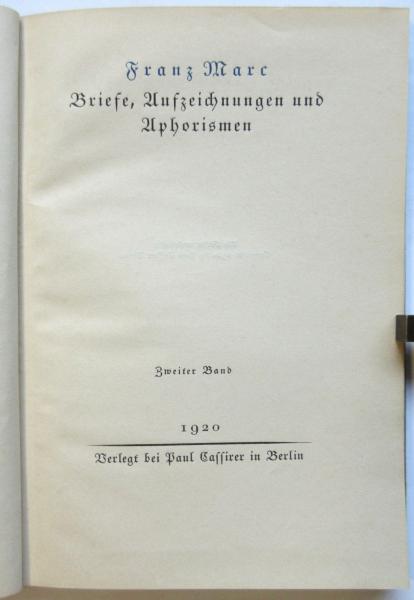 Franz Marc
Briefe, Aufzeichnungen und
Aphorismen
Zweiter Band
1920
Verlegt bei Paul Cassirer in Berlin